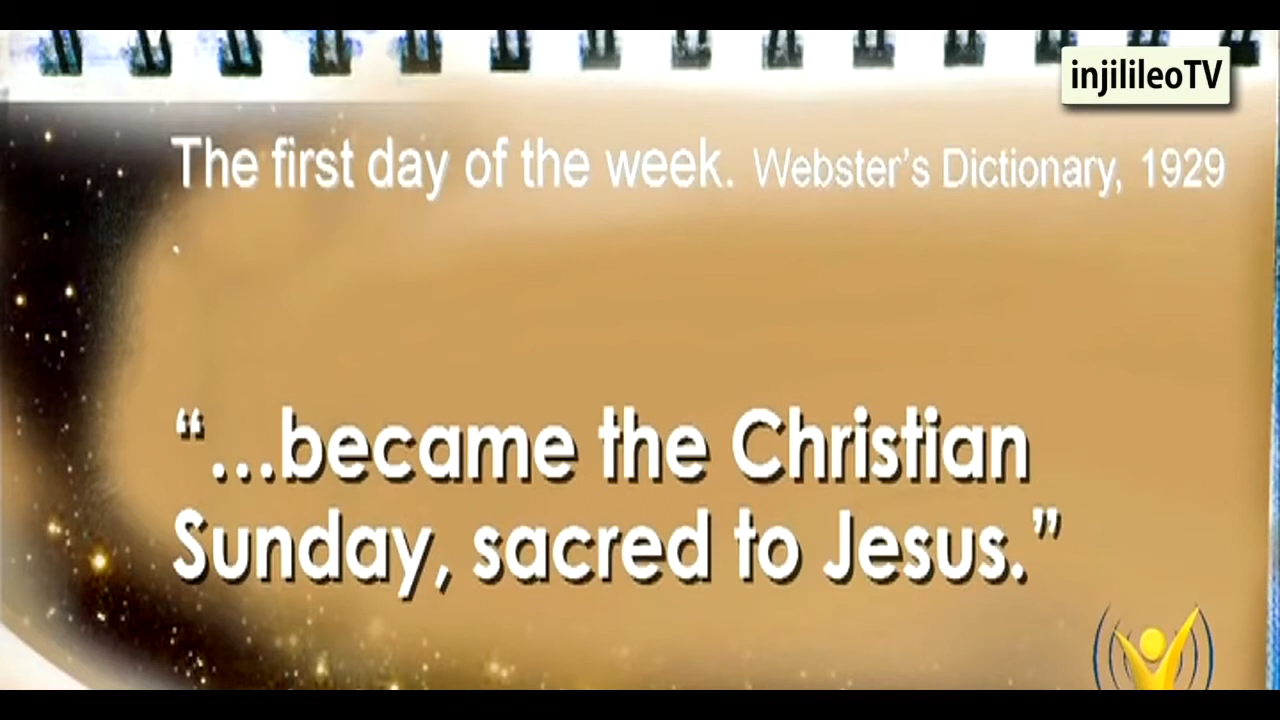 injilileoTV
The first day of the week. Webster's Dictionary, 1929
“...became the Christian
Sunday, sacred to Jesus.”